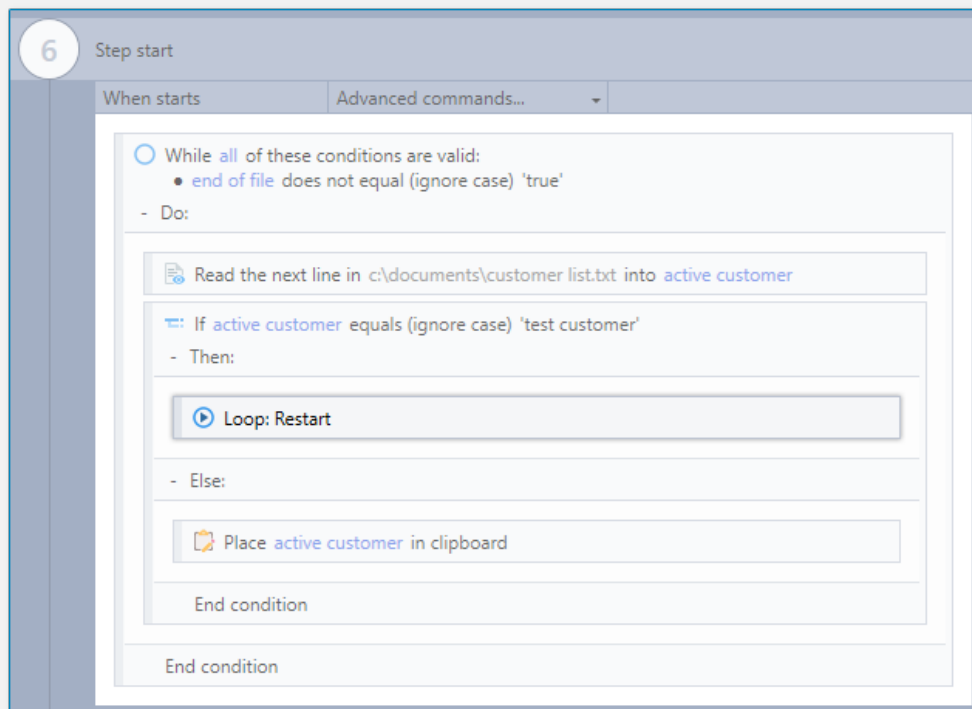 6 Step start
When starts Advanced commands...
While all of these conditions are valid:
• end of file does not equal (ignore case) 'true'
- Do:
Read the next line in c:\documents\customer list.txt into active customer
If active customer equals (ignore case) 'test customer'
- Then:
Loop: Restart
- Else:
Place active customer in clipboard
End condition
End condition